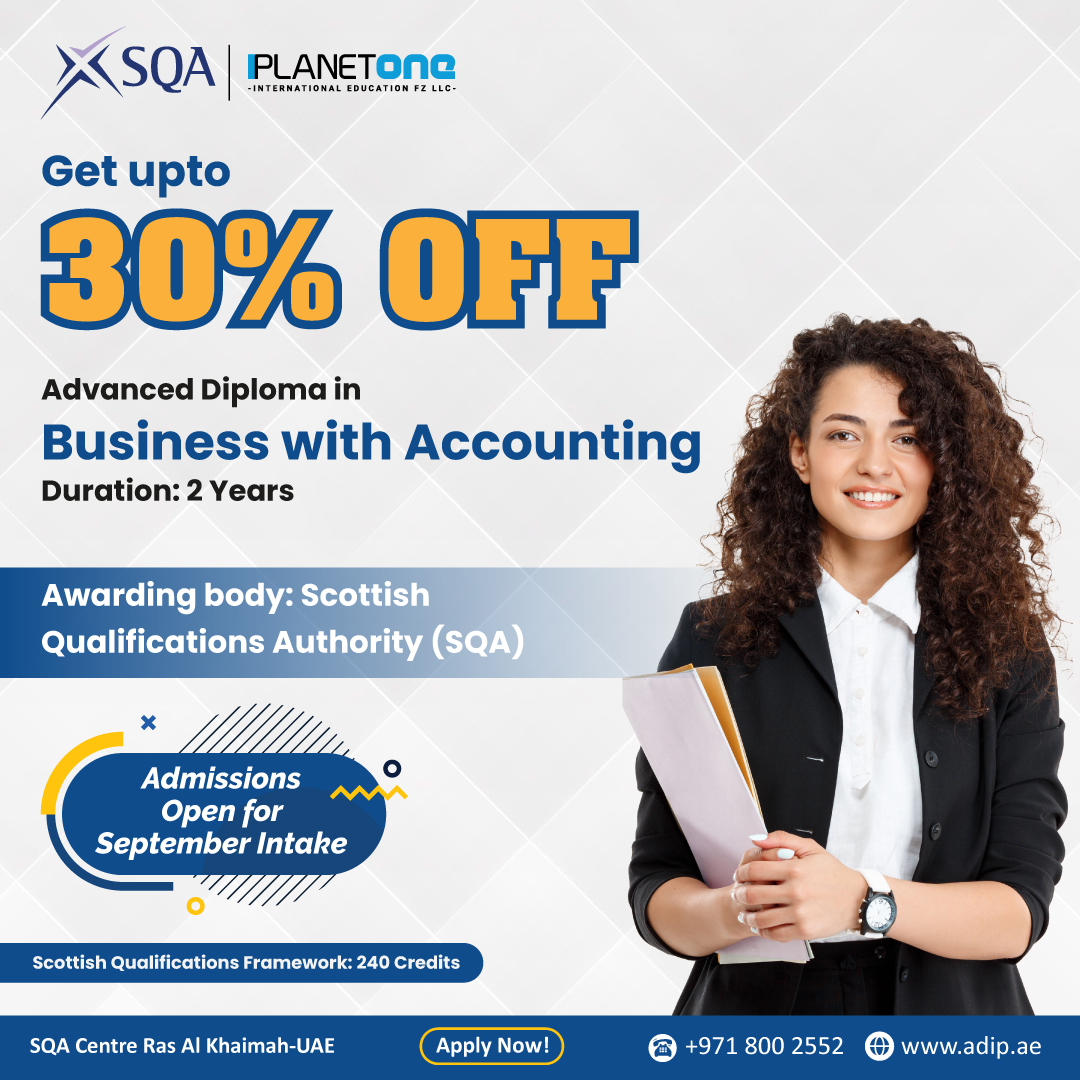 SQA
PLANETONE
-INTERNATIONAL EDUCATION FZ LLC-
Get upto
30% OFF
Advanced Diploma in
Business with Accounting
Duration: 2 Years
Awarding body: Scottish
Qualifications Authority (SQA)
Admissions
Open for
September Intake
Scottish Qualifications Framework: 240 Credits
SQA Centre Ras Al Khaimah-UAE
Apply Now!
+971 800 2552
www.adip.ae